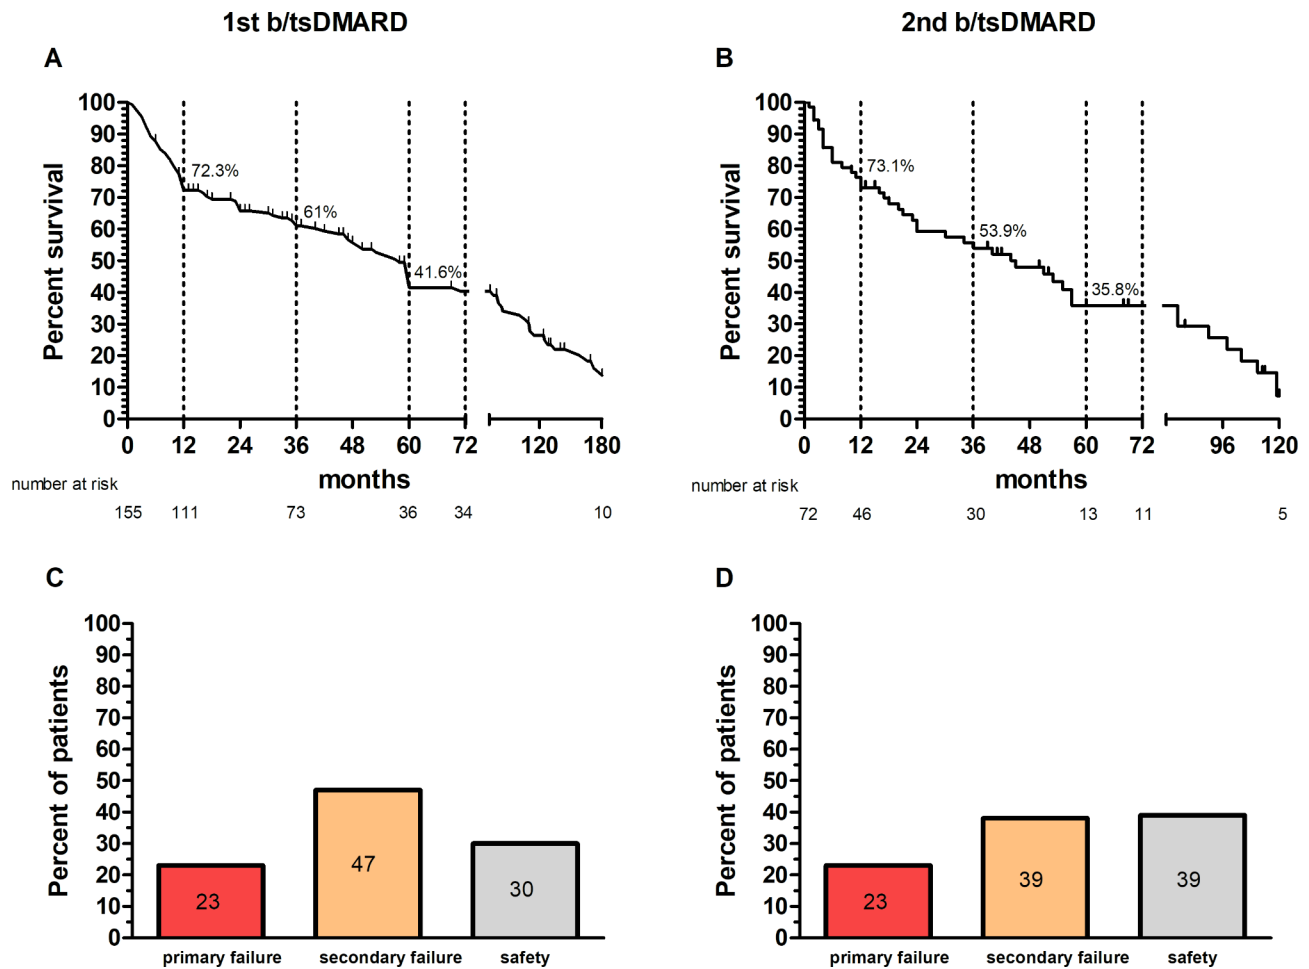 1st b/tsDMARD
2nd b/tsDMARD
A
Percent survival
100
90
80
70
60
50
40
30
20
10
0
72.3%
61%
41.6%
0 12 24 36 48 60 72 120 180
months
number at risk
155 111 73 36 34 10
B
Percent survival
100
90
80
70
60
50
40
30
20
10
0
73.1%
53.9%
35.8%
0 12 24 36 48 60 72 96 120
months
number at risk
72 46 30 13 11 5
C
Percent of patients
100
90
80
70
60
50
40
30
20
10
0
23
47
30
primary failure secondary failure safety
D
Percent of patients
100
90
80
70
60
50
40
30
20
10
0
23
39
39
primary failure secondary failure safety